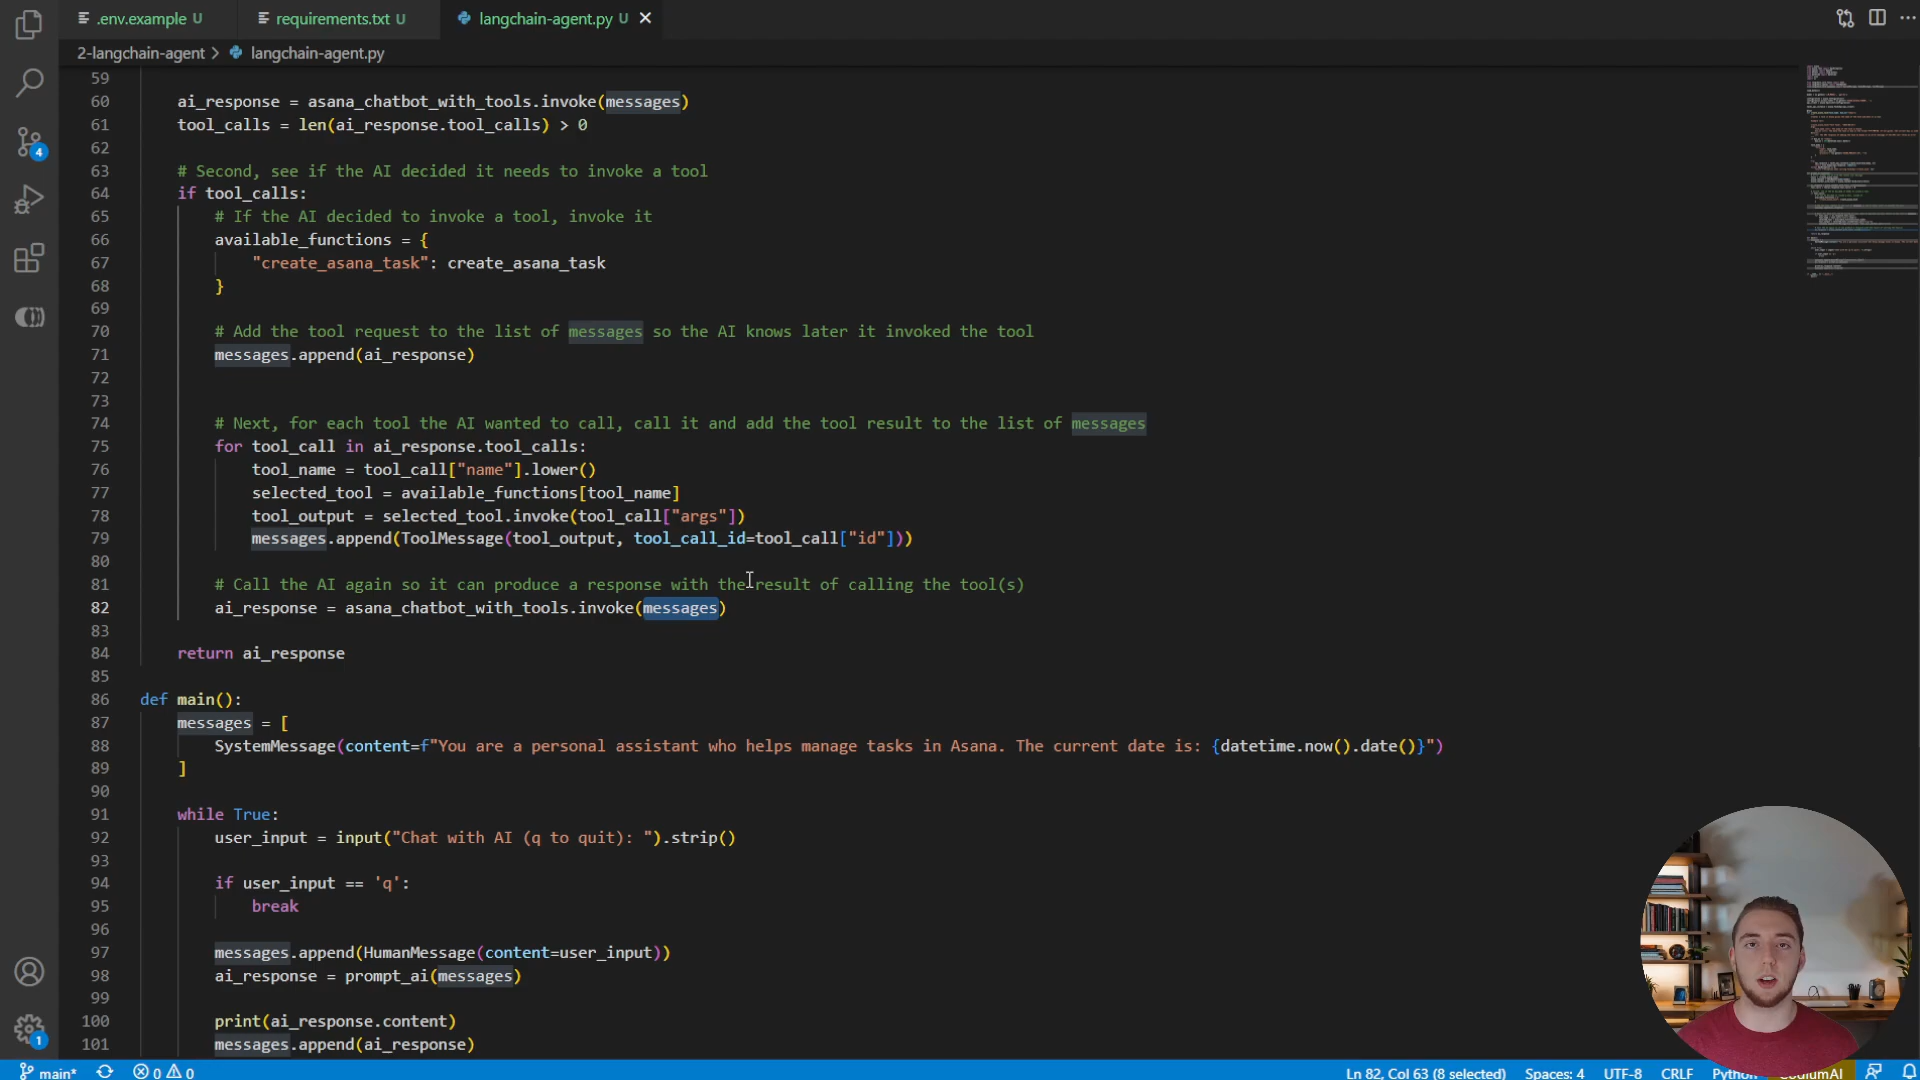 .env.example U
requirements.txt U
langchain-agent.py U
2-langchain-agent > langchain-agent.py
59
60 ai_response = asana_chatbot_with_tools.invoke(messages)
61 tool_calls = len(ai_response.tool_calls) > 0
62
63 # Second, see if the AI decided it needs to invoke a tool
64 if tool_calls:
65 # If the AI decided to invoke a tool, invoke it
66 available_functions = {
67 "create_asana_task": create_asana_task
68 }
69
70 # Add the tool request to the list of messages so the AI knows later it invoked the tool
71 messages.append(ai_response)
72
73
74 # Next, for each tool the AI wanted to call, call it and add the tool result to the list of messages
75 for tool_call in ai_response.tool_calls:
76 tool_name = tool_call["name"].lower()
77 selected_tool = available_functions[tool_name]
78 tool_output = selected_tool.invoke(tool_call["args"])
79 messages.append(ToolMessage(tool_output, tool_call_id=tool_call["id"]))
80
81 # Call the AI again so it can produce a response with the result of calling the tool(s)
82 ai_response = asana_chatbot_with_tools.invoke(messages)
83
84 return ai_response
85
86 def main():
87 messages = [
88 SystemMessage(content=f"You are a personal assistant who helps manage tasks in Asana. The current date is: {datetime.now().date()}")
89 ]
90
91 while True:
92 user_input = input("Chat with AI (q to quit): ").strip()
93
94 if user_input == 'q':
95 break
96
97 messages.append(HumanMessage(content=user_input))
98 ai_response = prompt_ai(messages)
99
100 print(ai_response.content)
101 messages.append(ai_response)
4
1
main* 0 0 Ln 82, Col 63 (8 selected) Spaces: 4 UTF-8 CRLF Python